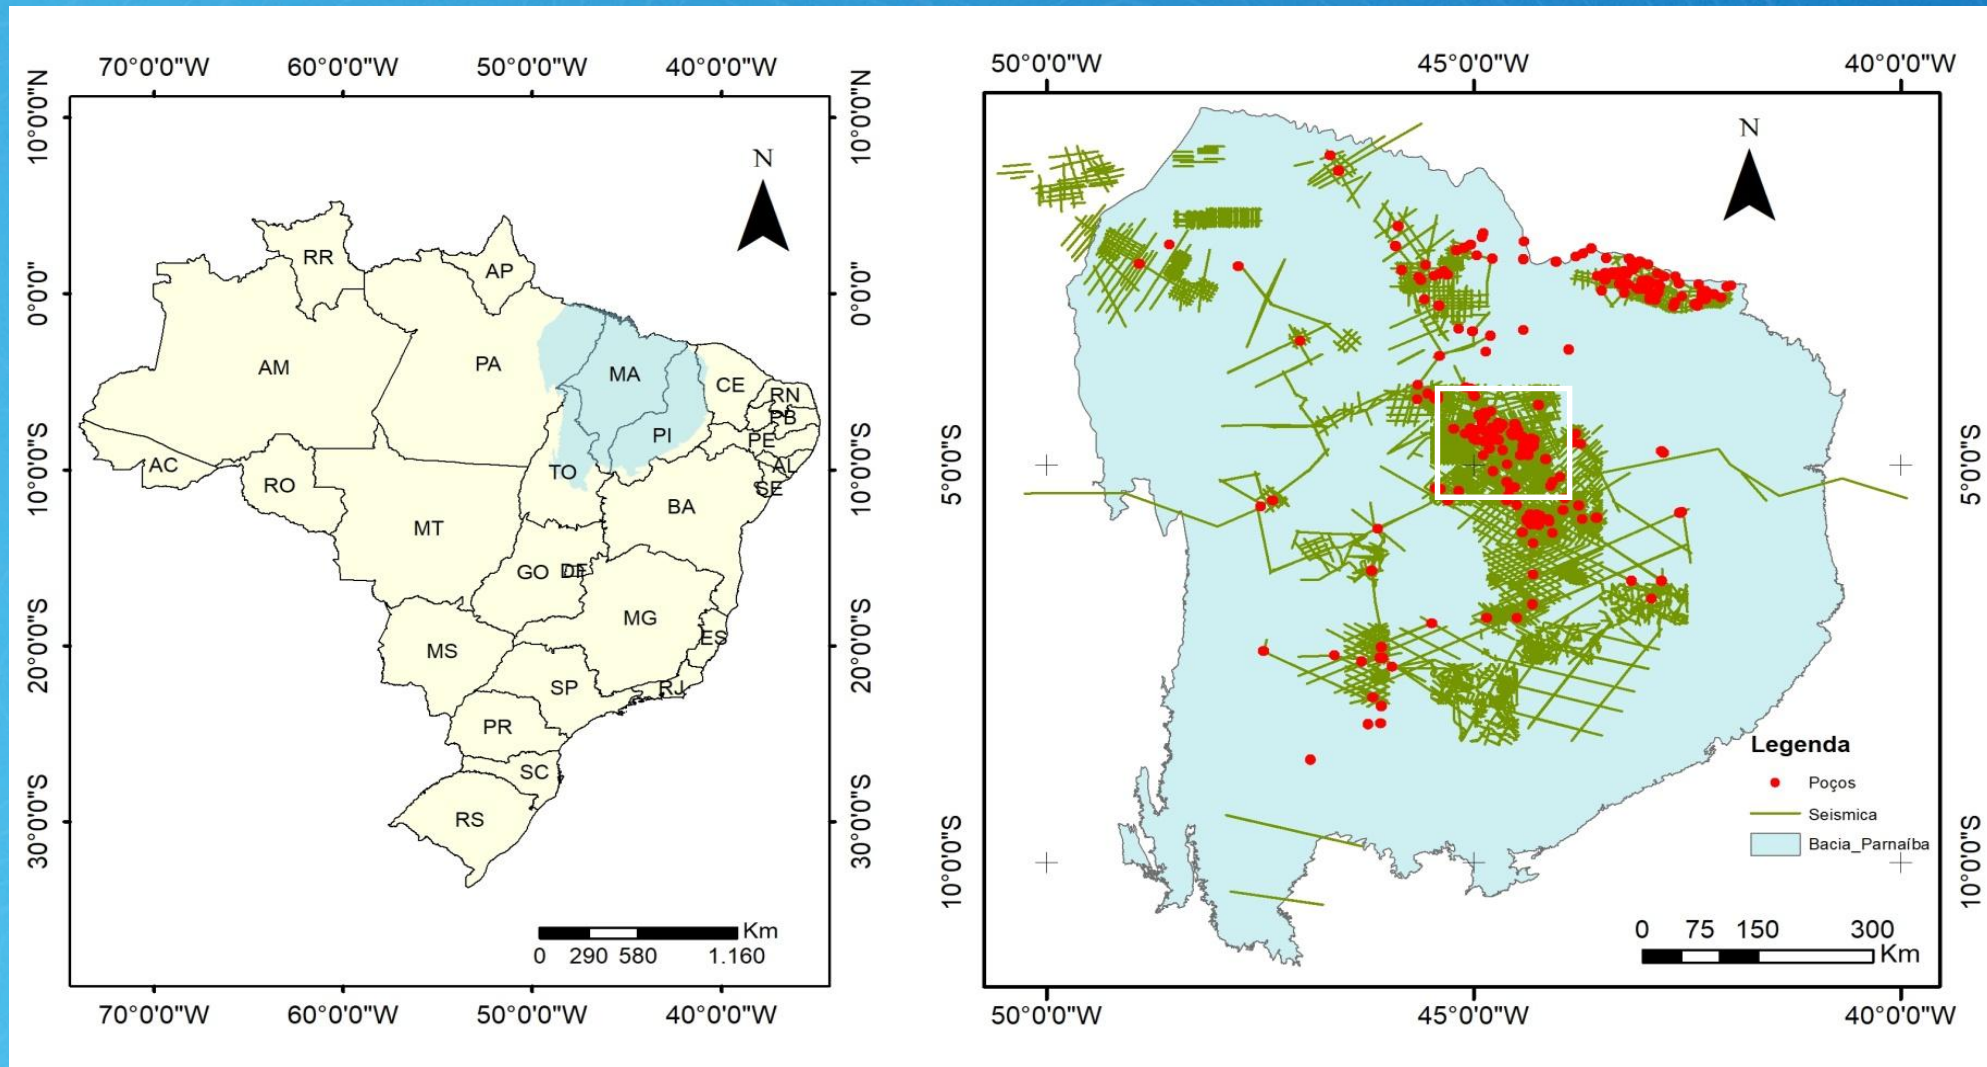 70°0'0"W 60°0'0"W 50°0'0"W 40°0'0"W
10°0'0"N
0°0'0"
10°0'0"S
20°0'0"S
30°0'0"S
10°0'0"N
0°0'0"
10°0'0"S
20°0'0"S
30°0'0"S
N
RR
AP
AM
PA
MA
CE
RN
PB
PI
PE
AC
TO
AL
SE
RO
BA
MT
GO
DF
MG
ES
MS
SP
RJ
PR
SC
RS
Km
0 290 580 1.160
70°0'0"W 60°0'0"W 50°0'0"W 40°0'0"W
50°0'0"W 45°0'0"W 40°0'0"W
5°0'0"S
10°0'0"S
5°0'0"S
10°0'0"S
N
Legenda
Poços
Seismica
Bacia_Parnaíba
0 75 150 300
Km
50°0'0"W 45°0'0"W 40°0'0"W